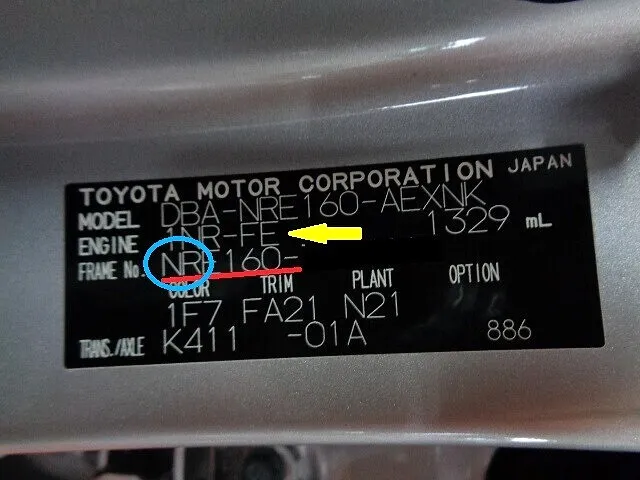 TOYOTA MOTOR CORPORATION JAPAN
MODEL DBA-NRE160-AEXNK
ENGINE 1NR-FE 1329 mL
FRAME No. NRE160-
COLOR TRIM PLANT OPTION
1F7 FA21 N21
TRANS./AXLE K411 -01A 886